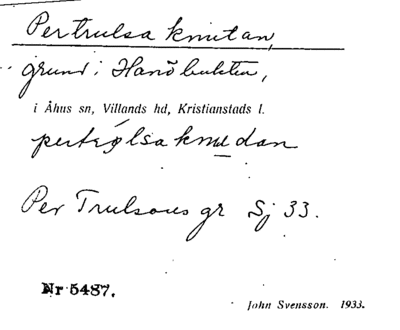 Pertrulsa knutan,
grund i Hanöbukten,
i Åhus sn, Villands hd, Kristianstads l.
pertrølsa knudan
Per Trulsons gr Sj 33.
Nr 5487.
John Svensson. 1933.